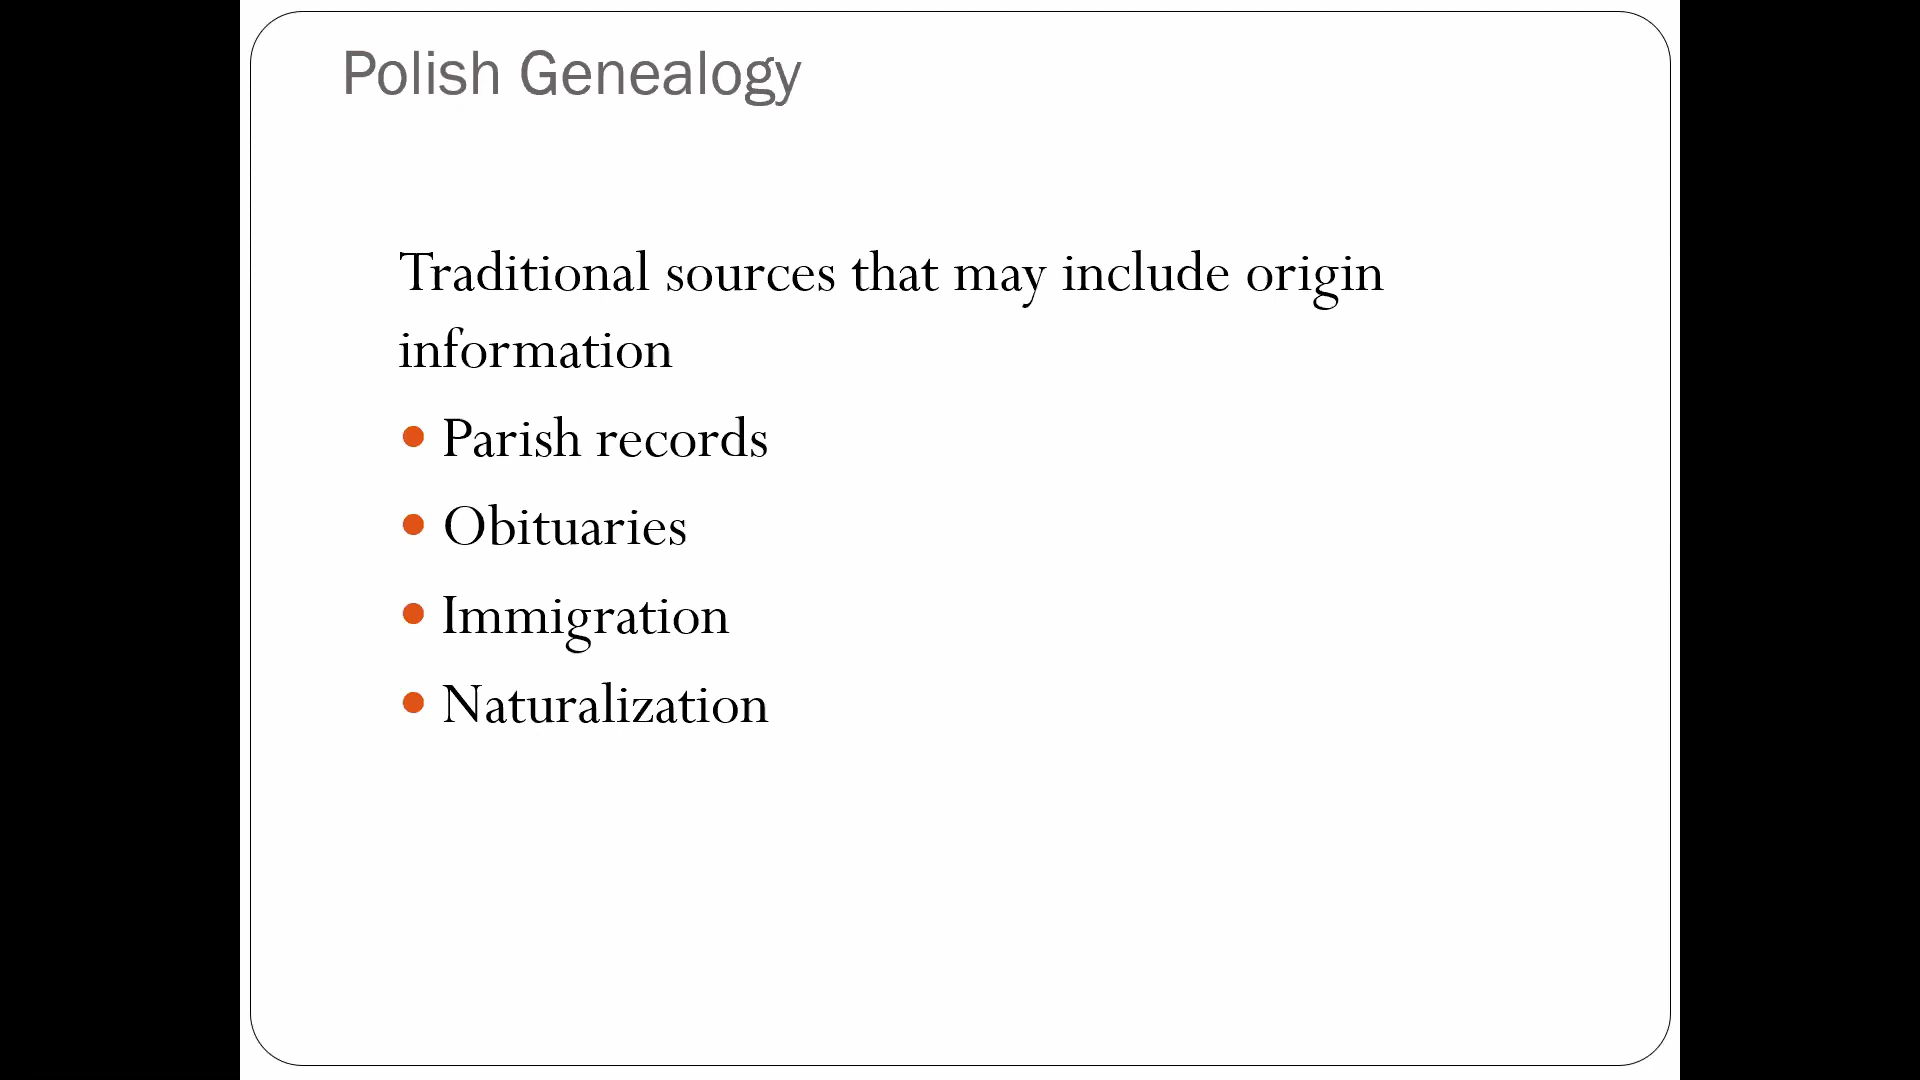 Polish Genealogy
Traditional sources that may include origin
information
• Parish records
• Obituaries
• Immigration
• Naturalization